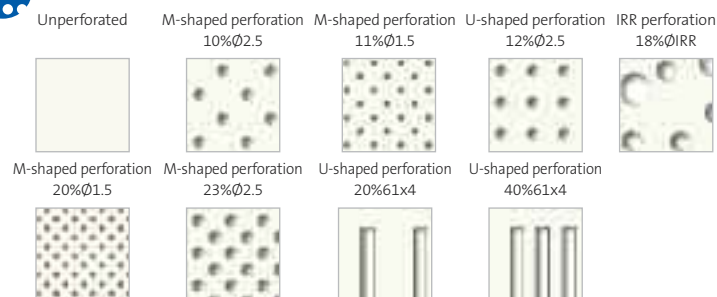 Unperforated
M-shaped perforation
10%Ø2.5
M-shaped perforation
11%Ø1.5
U-shaped perforation
12%Ø2.5
IRR perforation
18%ØIRR
M-shaped perforation
20%Ø1.5
M-shaped perforation
23%Ø2.5
U-shaped perforation
20%61x4
U-shaped perforation
40%61x4